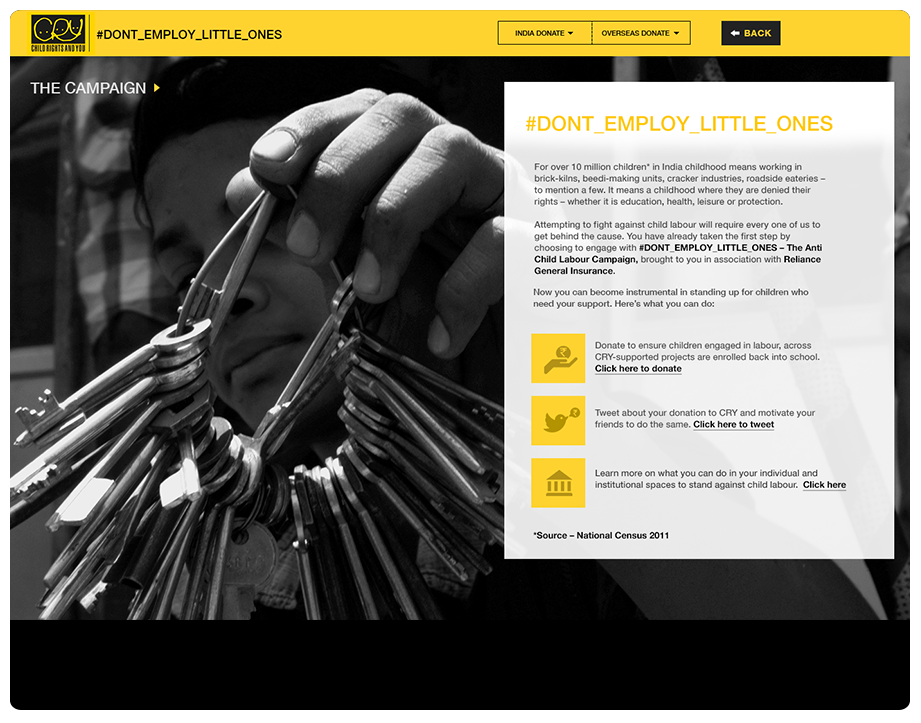 CRY
CHILD RIGHTS AND YOU
#DONT_EMPLOY_LITTLE_ONES
INDIA DONATE
OVERSEAS DONATE
BACK
THE CAMPAIGN
#DONT_EMPLOY_LITTLE_ONES
For over 10 million children* in India childhood means working in
brick-kilns, beedi-making units, cracker industries, roadside eateries –
to mention a few. It means a childhood where they are denied their
rights – whether it is education, health, leisure or protection.
Attempting to fight against child labour will require every one of us to
get behind the cause. You have already taken the first step by
choosing to engage with #DONT_EMPLOY_LITTLE_ONES – The Anti
Child Labour Campaign, brought to you in association with Reliance
General Insurance.
Now you can become instrumental in standing up for children who
need your support. Here's what you can do:
₹
Donate to ensure children engaged in labour, across
CRY-supported projects are enrolled back into school.
Click here to donate
₹
Tweet about your donation to CRY and motivate your
friends to do the same. Click here to tweet
Learn more on what you can do in your individual and
institutional spaces to stand against child labour. Click here
*Source – National Census 2011